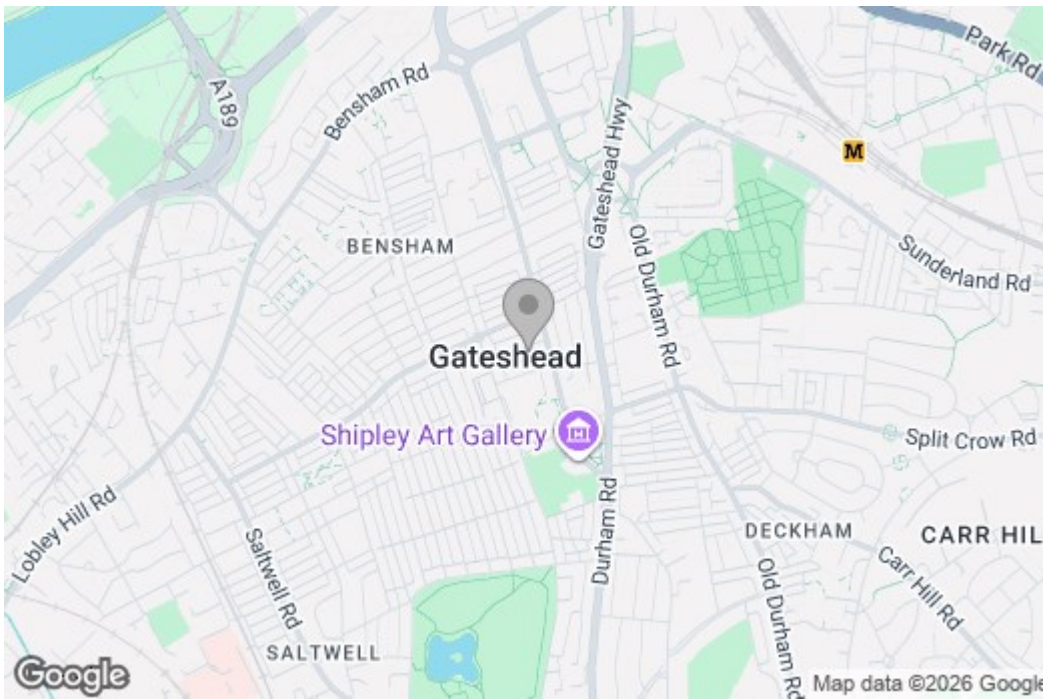 Park Rd
A189
Bensham Rd
Gateshead Hwy
M
BENSHAM
Old Durham Rd
Sunderland Rd
Gateshead
Shipley Art Gallery
Split Crow Rd
Lobley Hill Rd
Saltwell Rd
Durham Rd
DECKHAM
CARR HIL
Carr Hill Rd
Old Durham Rd
SALTWELL
Google
Map data ©2026 Google